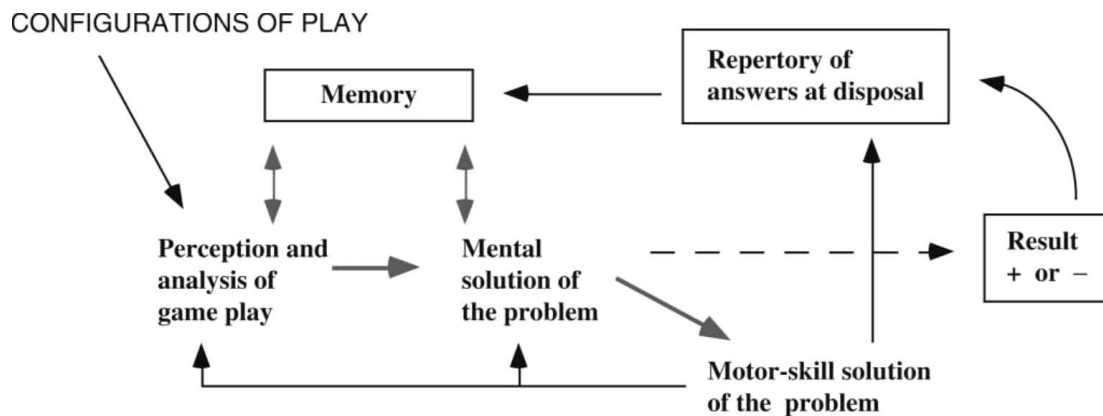 CONFIGURATIONS OF PLAY
Memory
Repertory of
answers at disposal
Perception and
analysis of
game play
Mental
solution of
the problem
Result
+ or −
Motor-skill solution
of the problem